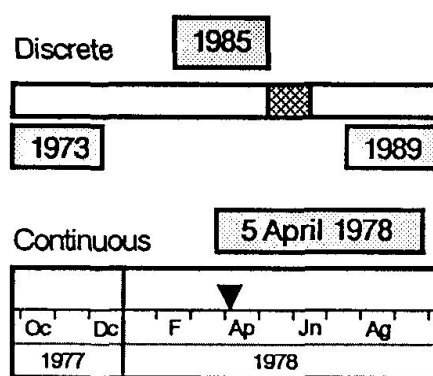 1985
Discrete
1973 1989
5 April 1978
Continuous
Oc Dc F Ap Jn Ag
1977 1978